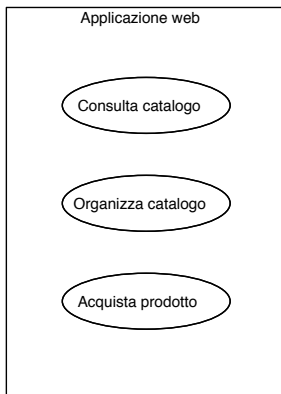 Applicazione web
Consulta catalogo
Organizza catalogo
Acquista prodotto